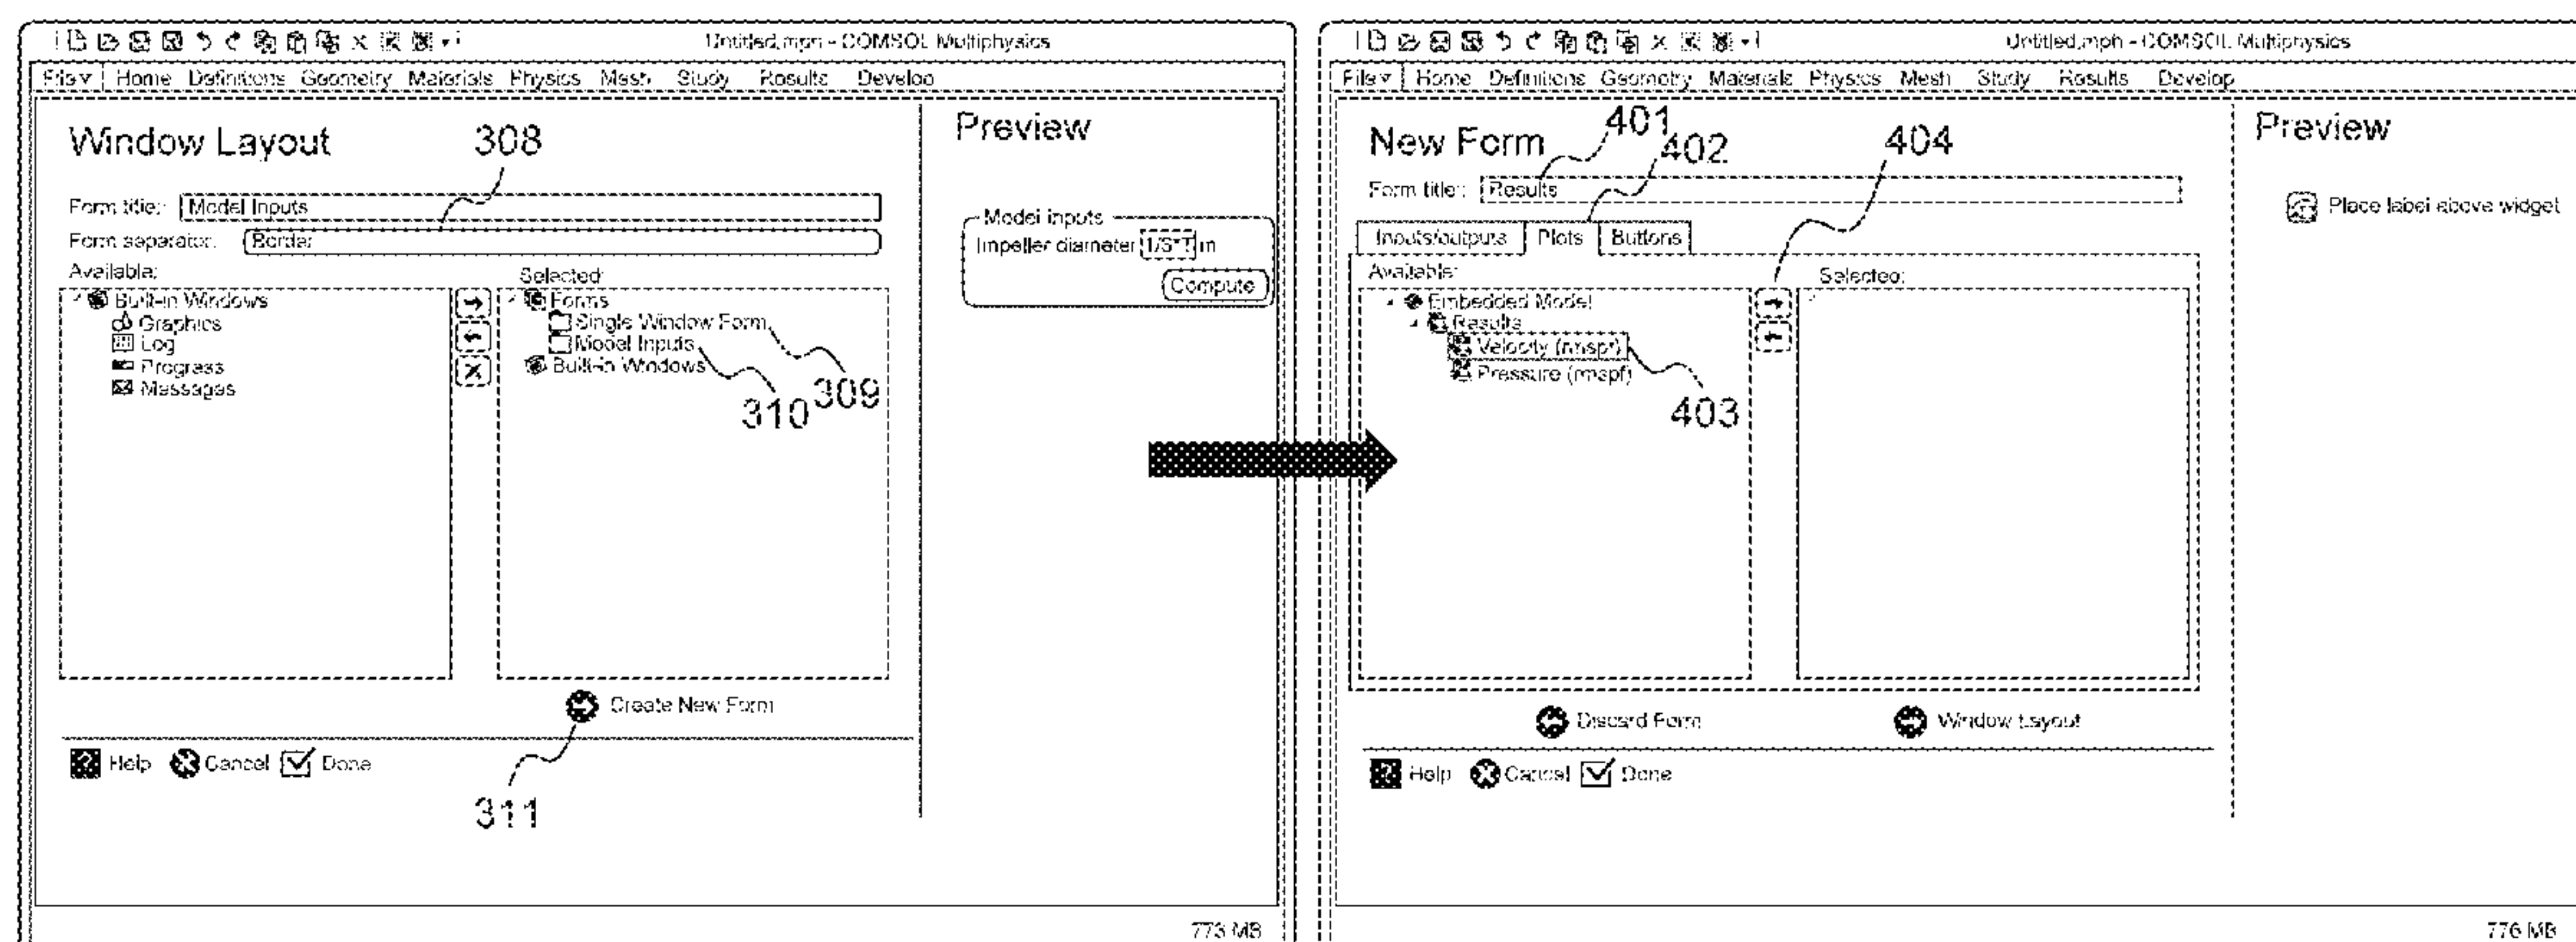 Untitled.mph - COMSOL Multiphysics
File Home Definitions Geometry Materials Physics Mesh Study Results Develop
Window Layout
308
Form title: Model Inputs
Form separator: Border
Available:
Selected:
Built-in Windows
Graphics
Log
Progress
Messages
Forms
Single Window Form
Model Inputs
Built-in Windows
310
309
Create New Form
Help Cancel Done
311
Preview
Model Inputs
Impeller diameter 1/3*T m
Compute
773 MB
Untitled.mph - COMSOL Multiphysics
File Home Definitions Geometry Materials Physics Mesh Study Results Develop
New Form
401
402
404
Form title: Results
Inputs/outputs Plots Buttons
Available:
Selected:
Embedded Model
Results
Velocity (rmspf)
Pressure (rmspf)
403
Discard Form
Window Layout
Help Cancel Done
Preview
Place label above widget
776 MB